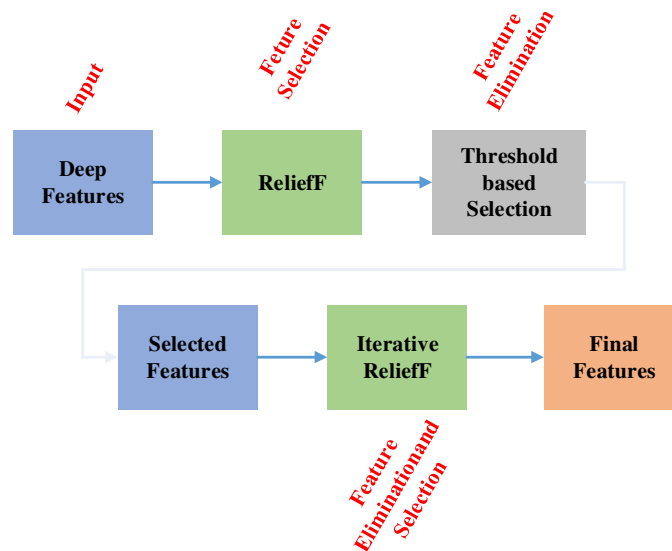 Input
Feture
Selection
Feature
Elimination
Deep
Features
ReliefF
Threshold
based
Selection
Selected
Features
Iterative
ReliefF
Final
Features
Feature
Eliminationand
Selection